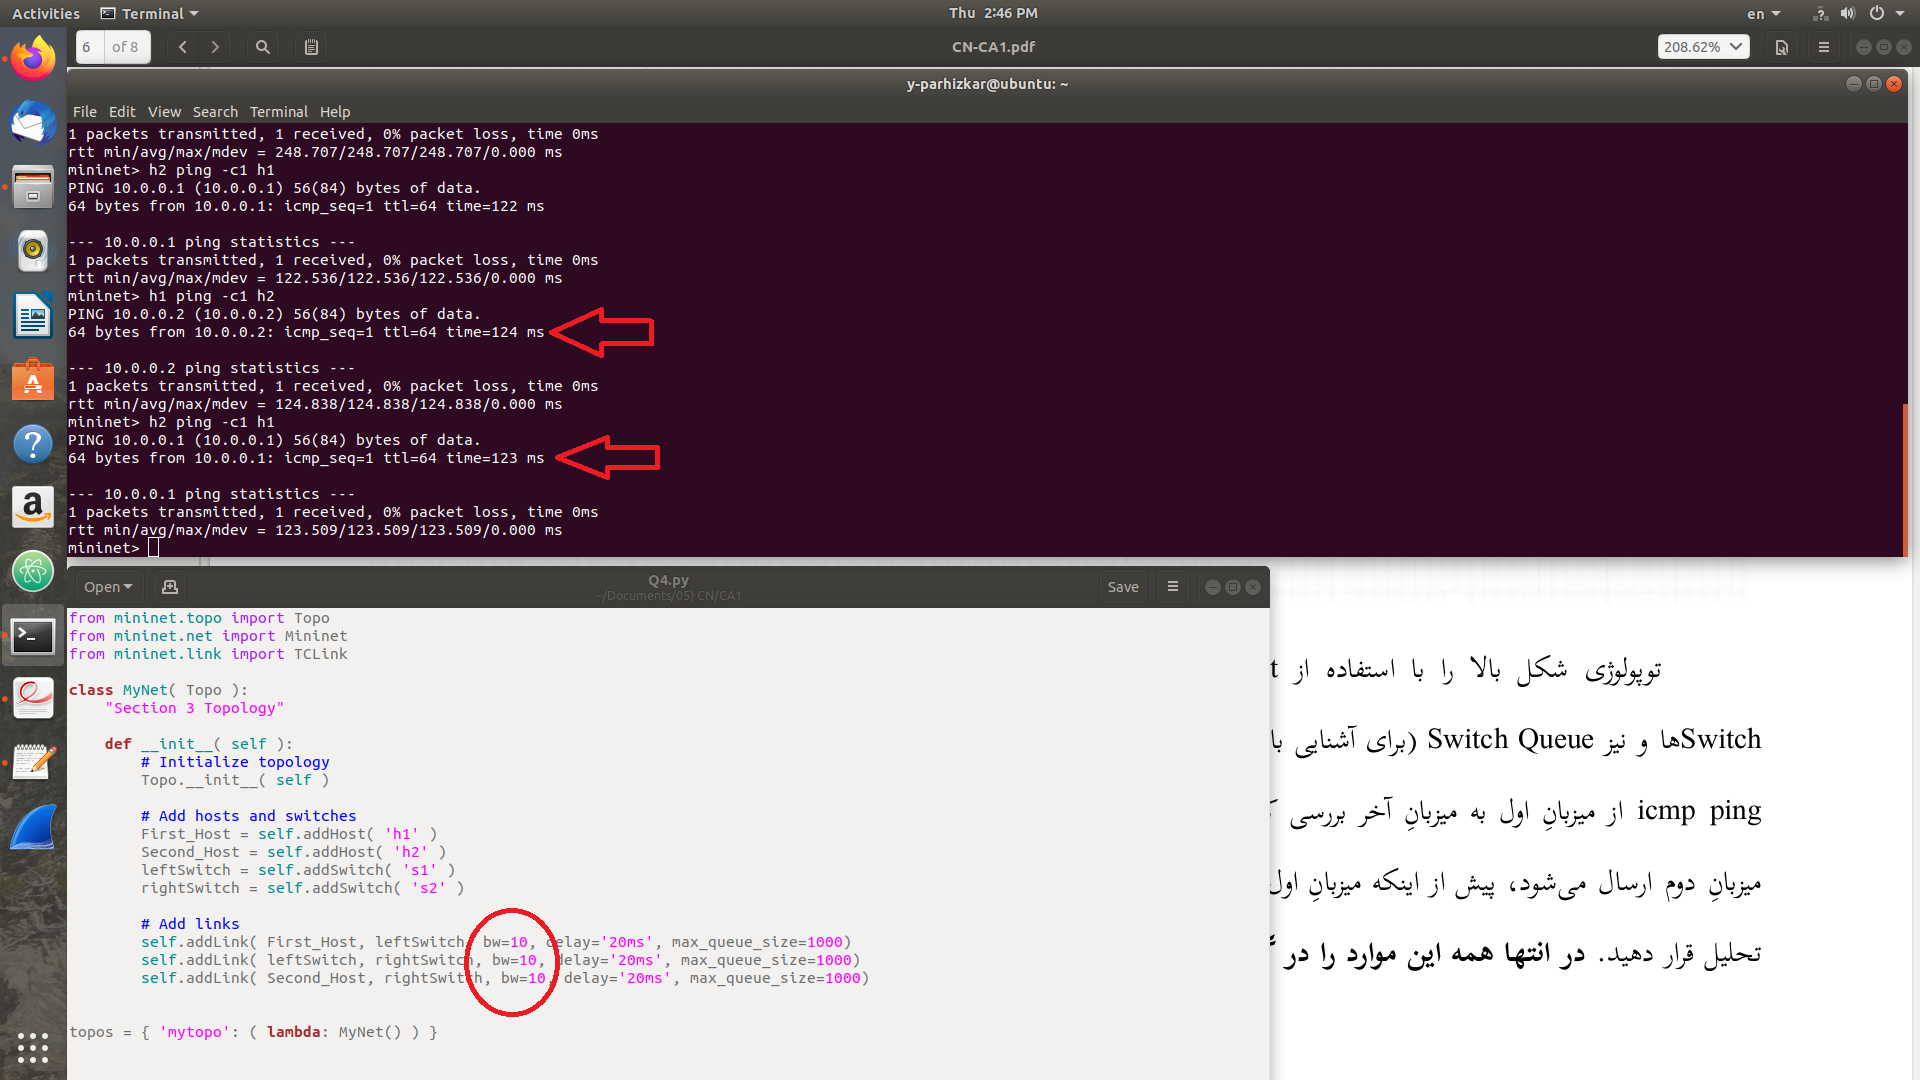 Activities Terminal Thu 2:46 PM en
6 of 8 CN-CA1.pdf 208.62%
y-parhizkar@ubuntu: ~
File Edit View Search Terminal Help
1 packets transmitted, 1 received, 0% packet loss, time 0ms
rtt min/avg/max/mdev = 248.707/248.707/248.707/0.000 ms
mininet> h2 ping -c1 h1
PING 10.0.0.1 (10.0.0.1) 56(84) bytes of data.
64 bytes from 10.0.0.1: icmp_seq=1 ttl=64 time=122 ms
--- 10.0.0.1 ping statistics ---
1 packets transmitted, 1 received, 0% packet loss, time 0ms
rtt min/avg/max/mdev = 122.536/122.536/122.536/0.000 ms
mininet> h1 ping -c1 h2
PING 10.0.0.2 (10.0.0.2) 56(84) bytes of data.
64 bytes from 10.0.0.2: icmp_seq=1 ttl=64 time=124 ms
--- 10.0.0.2 ping statistics ---
1 packets transmitted, 1 received, 0% packet loss, time 0ms
rtt min/avg/max/mdev = 124.838/124.838/124.838/0.000 ms
mininet> h2 ping -c1 h1
PING 10.0.0.1 (10.0.0.1) 56(84) bytes of data.
64 bytes from 10.0.0.1: icmp_seq=1 ttl=64 time=123 ms
--- 10.0.0.1 ping statistics ---
1 packets transmitted, 1 received, 0% packet loss, time 0ms
rtt min/avg/max/mdev = 123.509/123.509/123.509/0.000 ms
mininet>
Open Q4.py Save
~/Documents/05) CN/CA1
from mininet.topo import Topo
from mininet.net import Mininet
from mininet.link import TCLink
class MyNet( Topo ):
"Section 3 Topology"
def __init__( self ):
# Initialize topology
Topo.__init__( self )
# Add hosts and switches
First_Host = self.addHost( 'h1' )
Second_Host = self.addHost( 'h2' )
leftSwitch = self.addSwitch( 's1' )
rightSwitch = self.addSwitch( 's2' )
# Add links
self.addLink( First_Host, leftSwitch, bw=10, delay='20ms', max_queue_size=1000)
self.addLink( leftSwitch, rightSwitch, bw=10, delay='20ms', max_queue_size=1000)
self.addLink( Second_Host, rightSwitch, bw=10, delay='20ms', max_queue_size=1000)
topos = { 'mytopo': ( lambda: MyNet() ) }
توپولوژی شکل بالا را با استفاده از t
Switchها و نیز Switch Queue (برای آشنایی با
icmp ping از میزبانِ اول به میزبانِ آخر بررسی
میزبانِ دوم ارسال می‌شود، پیش از اینکه میزبانِ اول
تحلیل قرار دهید. در انتها همه این موارد را در